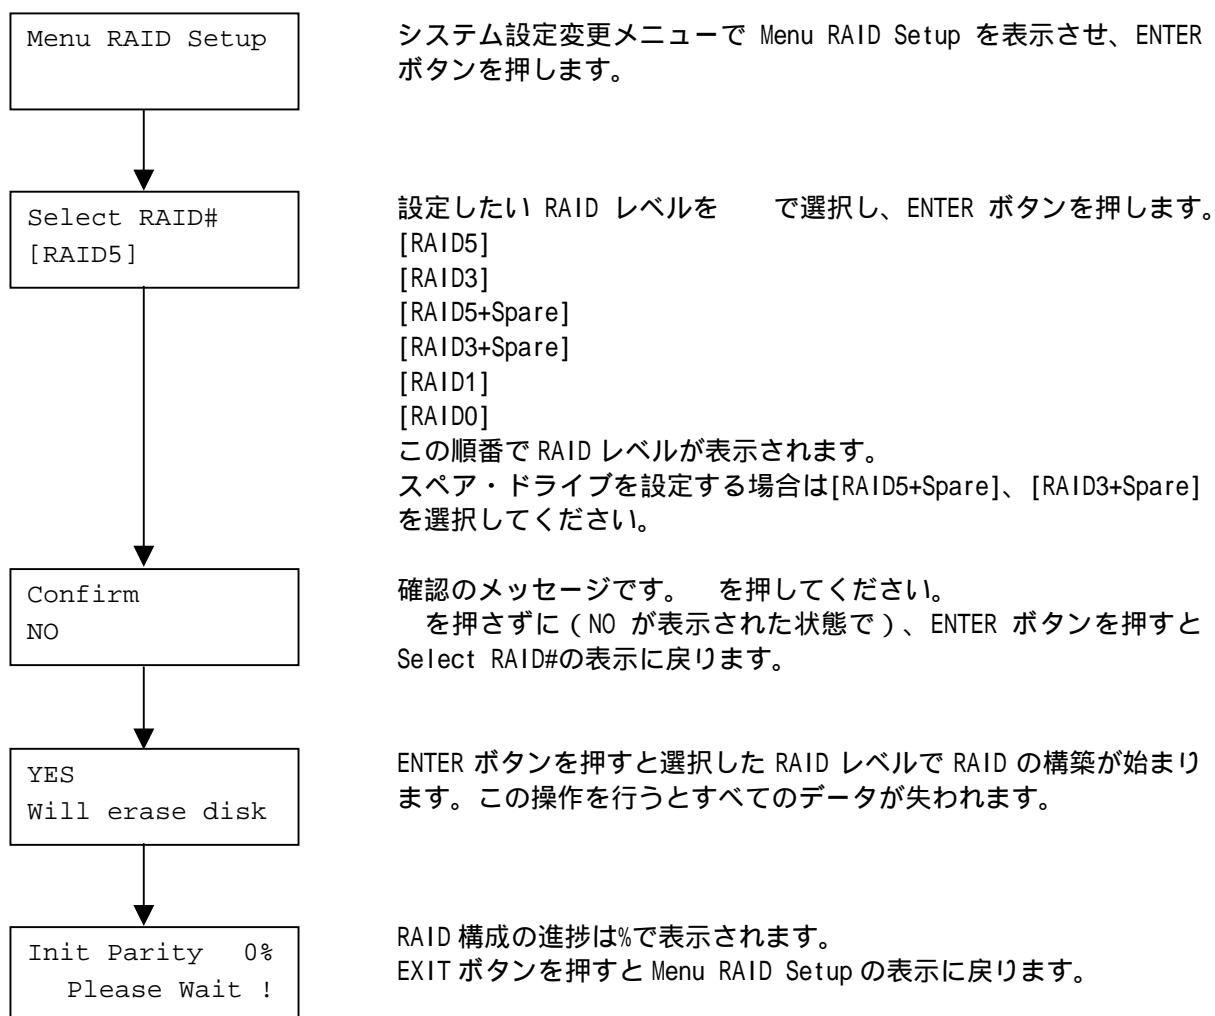 Menu RAID Setup
システム設定変更メニューで Menu RAID Setup を表示させ、ENTER
ボタンを押します。
Select RAID#
[RAID5]
設定したい RAID レベルを　　で選択し、ENTER ボタンを押します。
[RAID5]
[RAID3]
[RAID5+Spare]
[RAID3+Spare]
[RAID1]
[RAID0]
この順番で RAID レベルが表示されます。
スペア・ドライブを設定する場合は[RAID5+Spare]、[RAID3+Spare]
を選択してください。
Confirm
NO
確認のメッセージです。　を押してください。
　を押さずに（NO が表示された状態で）、ENTER ボタンを押すと
Select RAID#の表示に戻ります。
YES
Will erase disk
ENTER ボタンを押すと選択した RAID レベルで RAID の構築が始まり
ます。この操作を行うとすべてのデータが失われます。
Init Parity 0%
Please Wait !
RAID 構成の進捗は%で表示されます。
EXIT ボタンを押すと Menu RAID Setup の表示に戻ります。